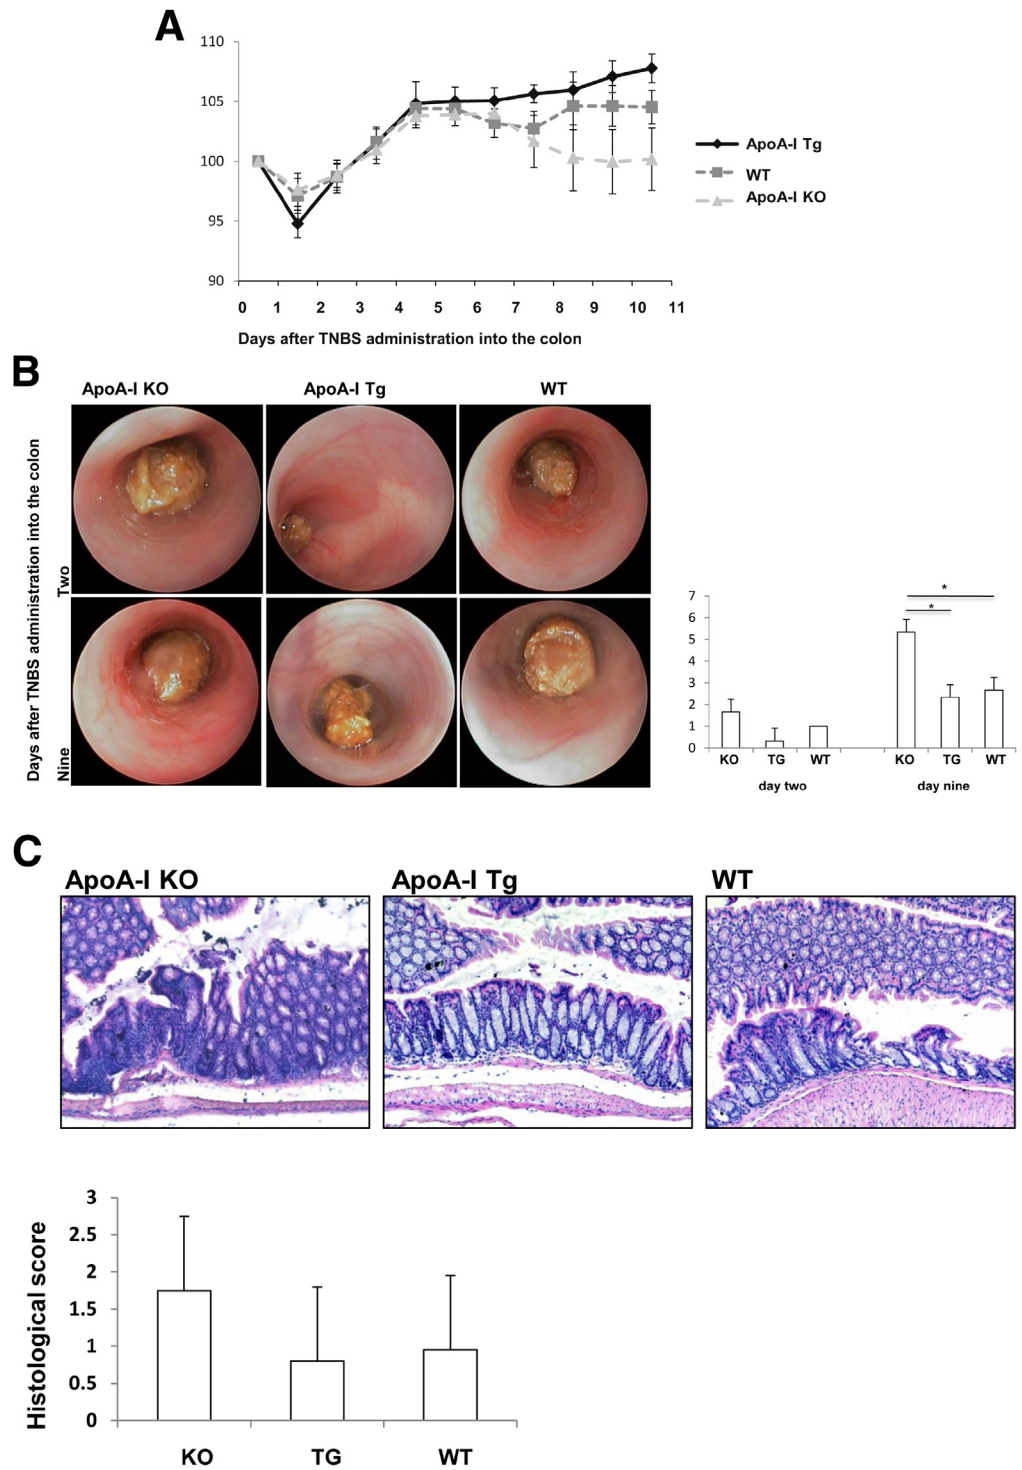 A
110
105
100
95
90
0 1 2 3 4 5 6 7 8 9 10 11
Days after TNBS administration into the colon
ApoA-I Tg
WT
ApoA-I KO
B
ApoA-I KO ApoA-I Tg WT
Days after TNBS administration into the colon
Two
Nine
7
6
5
4
3
2
1
0
* 
*
KO TG WT KO TG WT
day two day nine
C
ApoA-I KO ApoA-I Tg WT
Histological score
3
2.5
2
1.5
1
0.5
0
KO TG WT